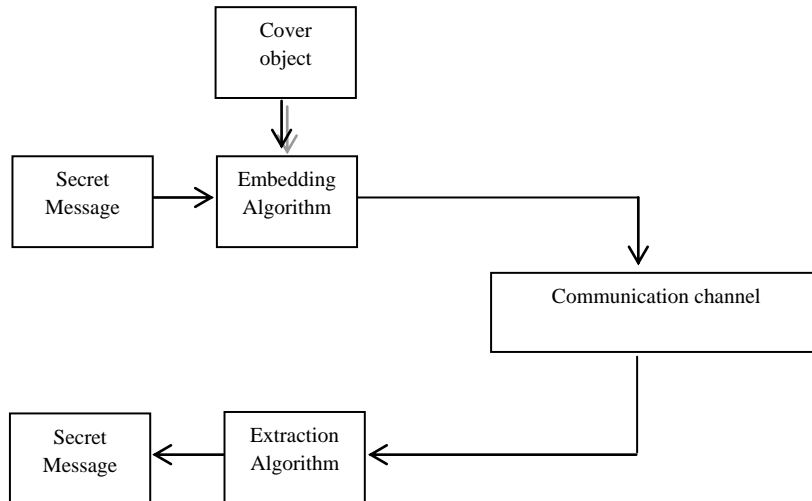 Cover
object
Secret
Message
Embedding
Algorithm
Communication channel
Secret
Message
Extraction
Algorithm